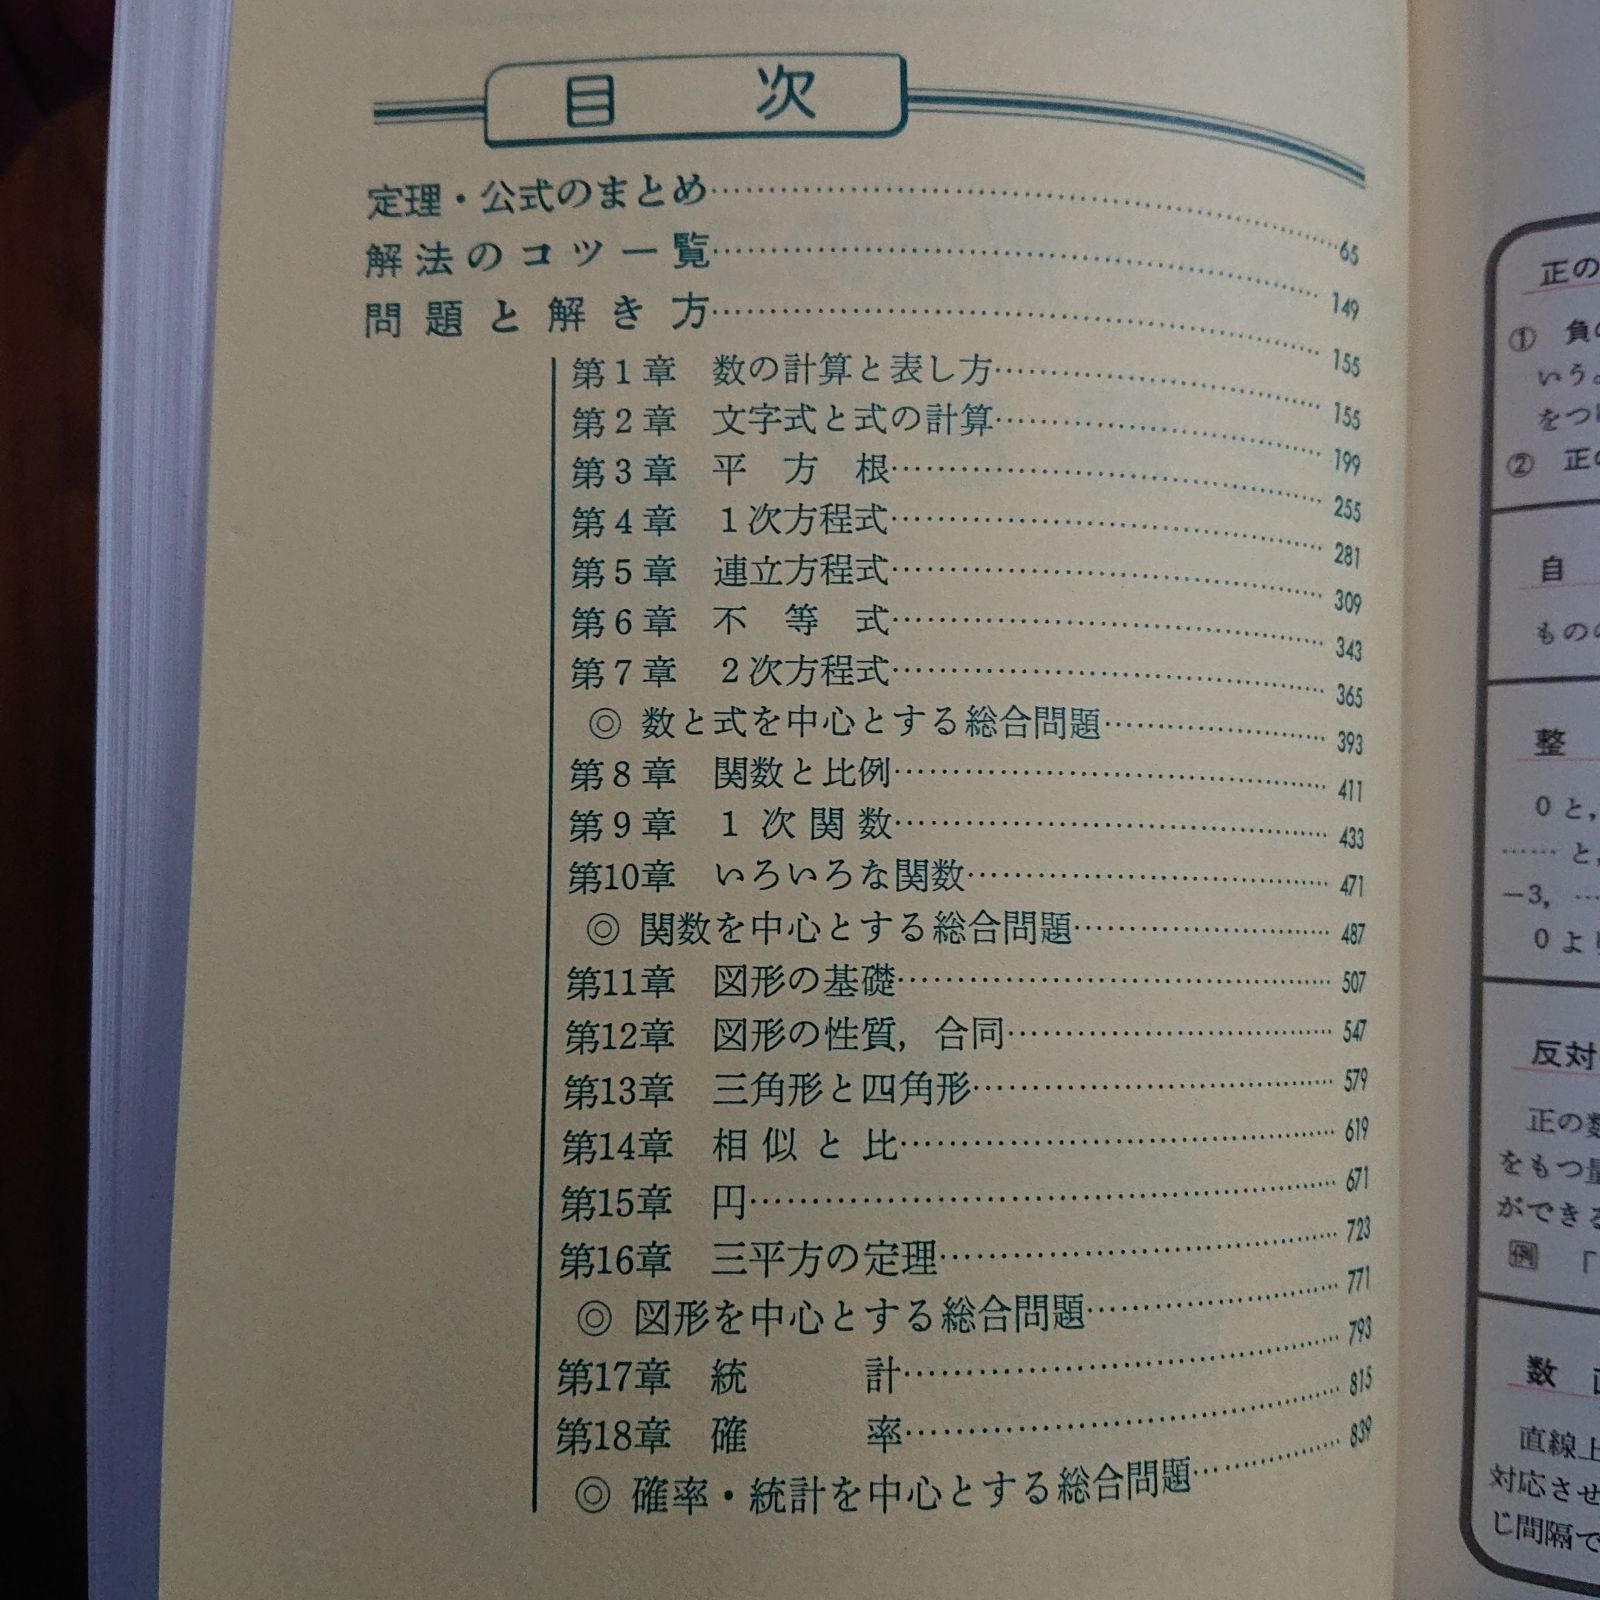 目次
定理・公式のまとめ……65
解法のコツ一覧……149
問題と解き方……155
第1章 数の計算と表し方……155
第2章 文字式と式の計算……199
第3章 平方根……255
第4章 1次方程式……281
第5章 連立方程式……309
第6章 不等式……343
第7章 2次方程式……365
◎ 数と式を中心とする総合問題……393
第8章 関数と比例……411
第9章 1次関数……433
第10章 いろいろな関数……471
◎ 関数を中心とする総合問題……487
第11章 図形の基礎……507
第12章 図形の性質，合同……547
第13章 三角形と四角形……579
第14章 相似と比……619
第15章 円……671
第16章 三平方の定理……723
◎ 図形を中心とする総合問題……771
第17章 統計……793
第18章 確率……815
◎ 確率・統計を中心とする総合問題……839
正の
① 負の
いう
をつ
② 正の
自
ものの
整
0と,
……と,
−3, …
0より
反対
正の数
をもつ量
ができる
例 「
数
直線上
対応させ
じ間隔で